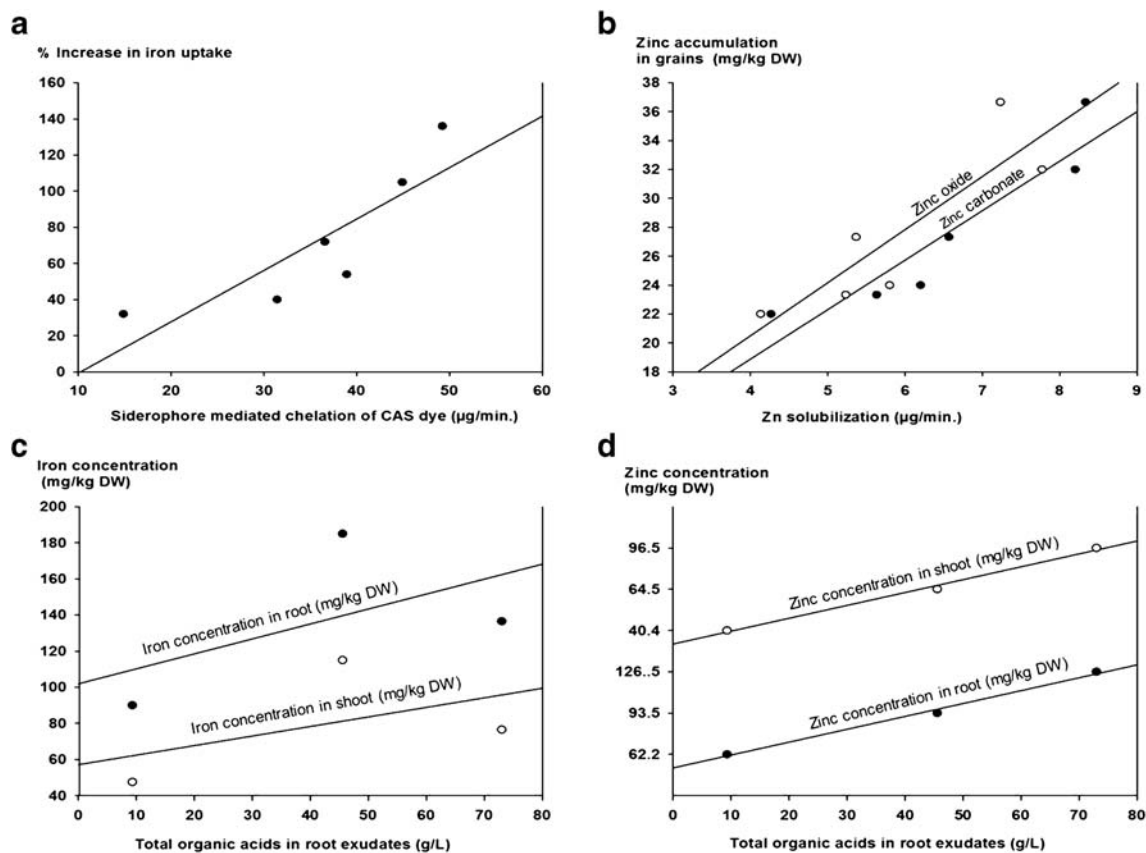 a
% Increase in iron uptake
160
140
120
100
80
60
40
20
0
10 20 30 40 50 60
Siderophore mediated chelation of CAS dye (µg/min.)
b
Zinc accumulation
in grains (mg/kg DW)
38
36
34
32
30
28
26
24
22
20
18
Zinc oxide
Zinc carbonate
3 4 5 6 7 8 9
Zn solubilization (µg/min.)
c
Iron concentration
(mg/kg DW)
200
180
160
140
120
100
80
60
40
Iron concentration in root (mg/kg DW)
Iron concentration in shoot (mg/kg DW)
0 10 20 30 40 50 60 70 80
Total organic acids in root exudates (g/L)
d
Zinc concentration
(mg/kg DW)
96.5
64.5
40.4
126.5
93.5
62.2
Zinc concentration in shoot (mg/kg DW)
Zinc concentration in root (mg/kg DW)
0 10 20 30 40 50 60 70 80
Total organic acids in root exudates (g/L)